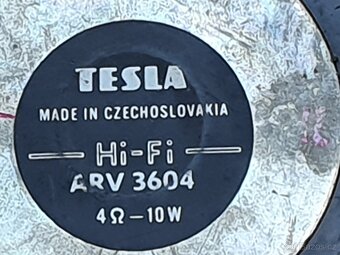 TESLA
MADE IN CZECHOSLOVAKIA
Hi-Fi
ARV 3604
4Ω-10W